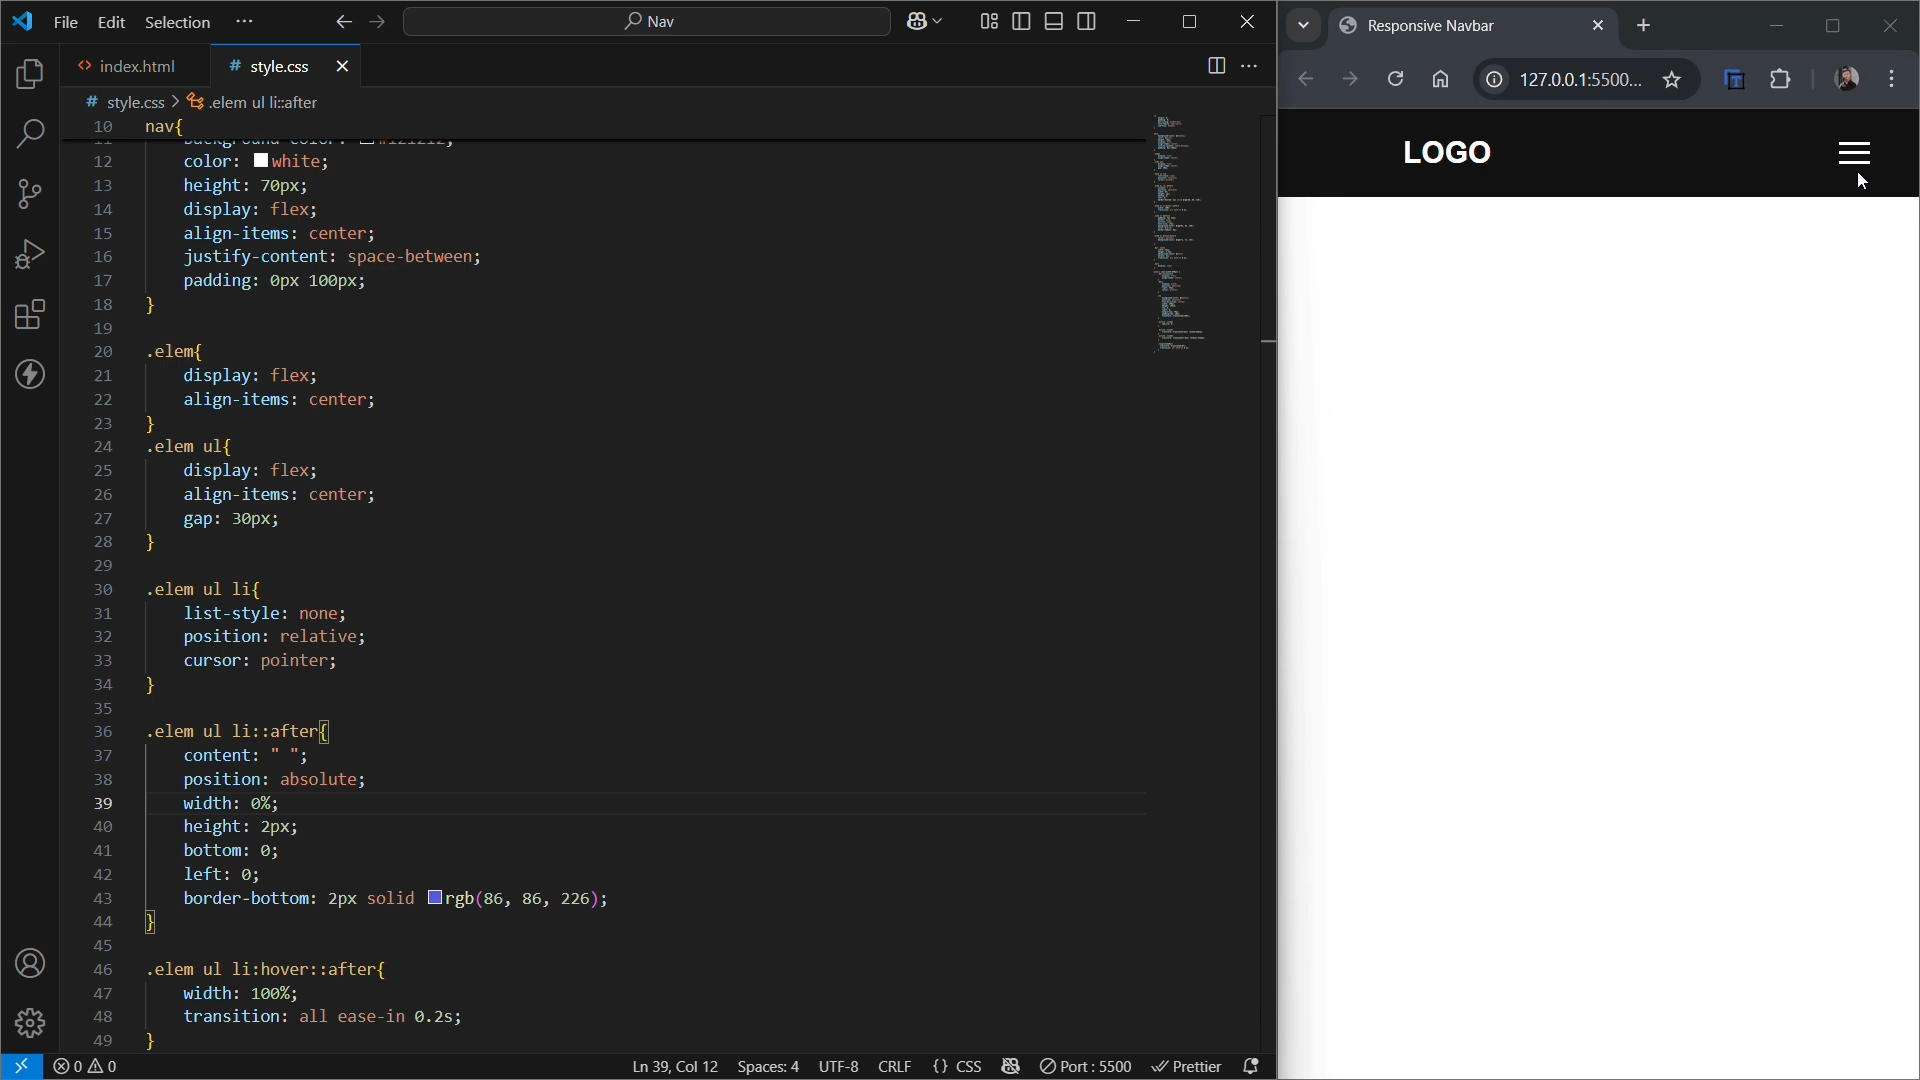 File Edit Selection ··· Nav
index.html # style.css
# style.css > .elem ul li::after
10 nav{
12 color: white;
13 height: 70px;
14 display: flex;
15 align-items: center;
16 justify-content: space-between;
17 padding: 0px 100px;
18 }
19
20 .elem{
21 display: flex;
22 align-items: center;
23 }
24 .elem ul{
25 display: flex;
26 align-items: center;
27 gap: 30px;
28 }
29
30 .elem ul li{
31 list-style: none;
32 position: relative;
33 cursor: pointer;
34 }
35
36 .elem ul li::after{
37 content: " ";
38 position: absolute;
39 width: 0%;
40 height: 2px;
41 bottom: 0;
42 left: 0;
43 border-bottom: 2px solid rgb(86, 86, 226);
44 }
45
46 .elem ul li:hover::after{
47 width: 100%;
48 transition: all ease-in 0.2s;
49 }
0 0 Ln 39, Col 12 Spaces: 4 UTF-8 CRLF {} CSS Port : 5500 Prettier
Responsive Navbar
127.0.0.1:5500...
LOGO